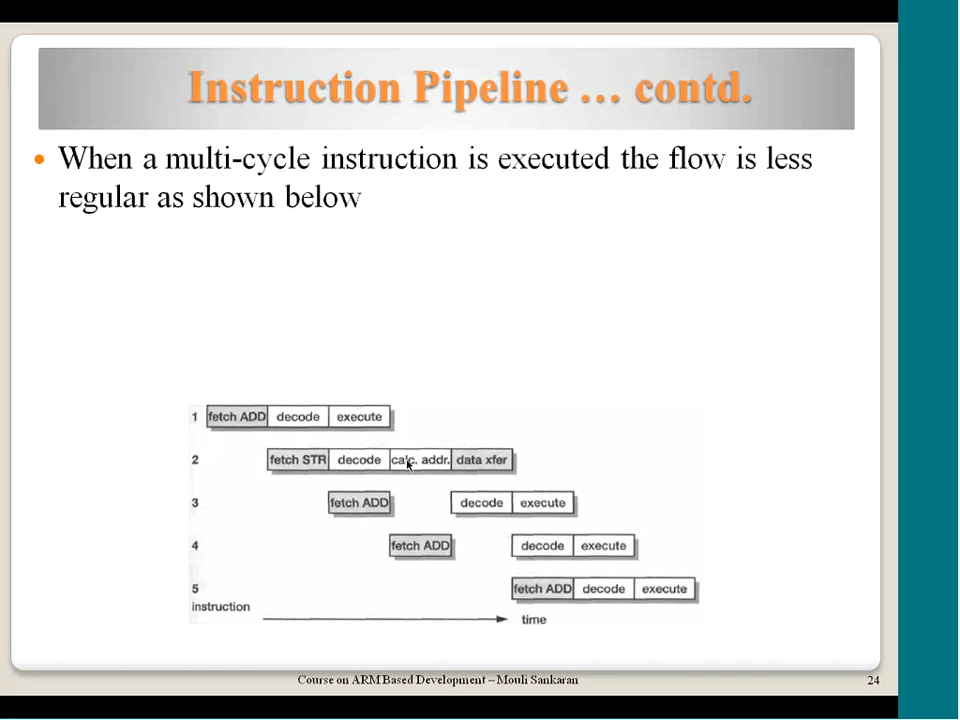 Instruction Pipeline … contd.
• When a multi-cycle instruction is executed the flow is less
regular as shown below
1 fetch ADD decode execute
2 fetch STR decode calc. addr. data xfer
3 fetch ADD decode execute
4 fetch ADD decode execute
5 fetch ADD decode execute
instruction time
Course on ARM Based Development – Mouli Sankaran 24